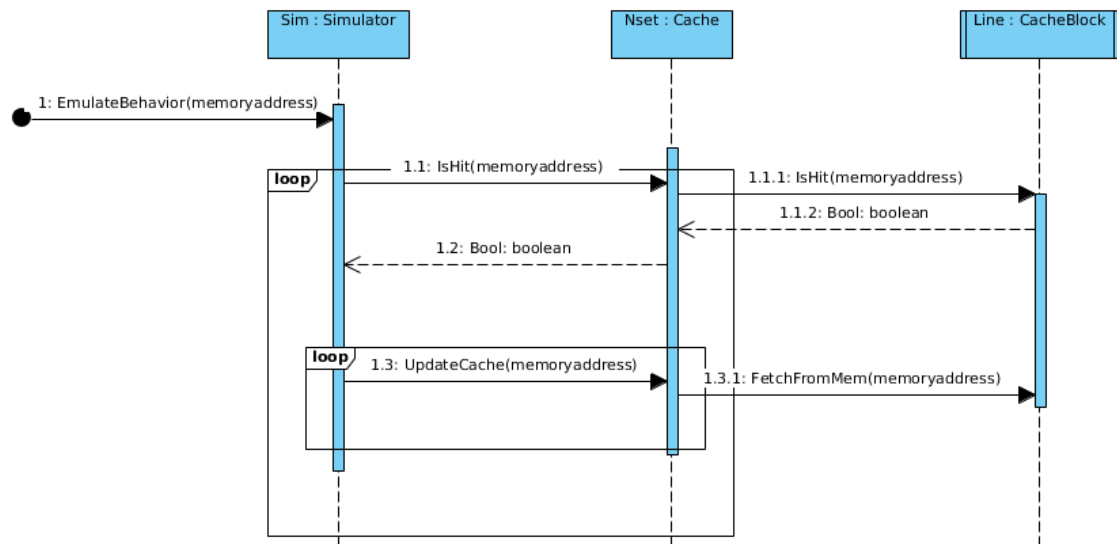 Sim : Simulator
Nset : Cache
Line : CacheBlock
1: EmulateBehavior(memoryaddress)
loop
1.1: IsHit(memoryaddress)
1.1.1: IsHit(memoryaddress)
1.1.2: Bool: boolean
1.2: Bool: boolean
loop
1.3: UpdateCache(memoryaddress)
1.3.1: FetchFromMem(memoryaddress)